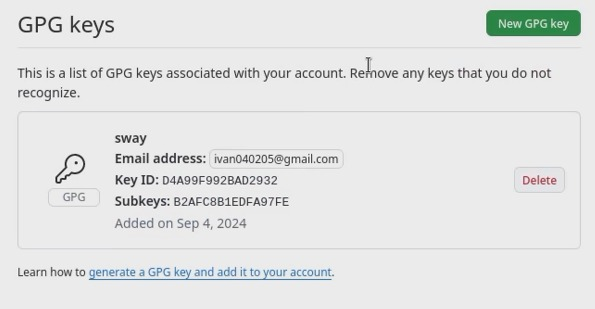 GPG keys
New GPG key
This is a list of GPG keys associated with your account. Remove any keys that you do not
recognize.
sway
Email address: ivan040205@gmail.com
Key ID: D4A99F992BAD2932
GPG
Subkeys: B2AFC8B1EDFA97FE
Delete
Added on Sep 4, 2024
Learn how to generate a GPG key and add it to your account.